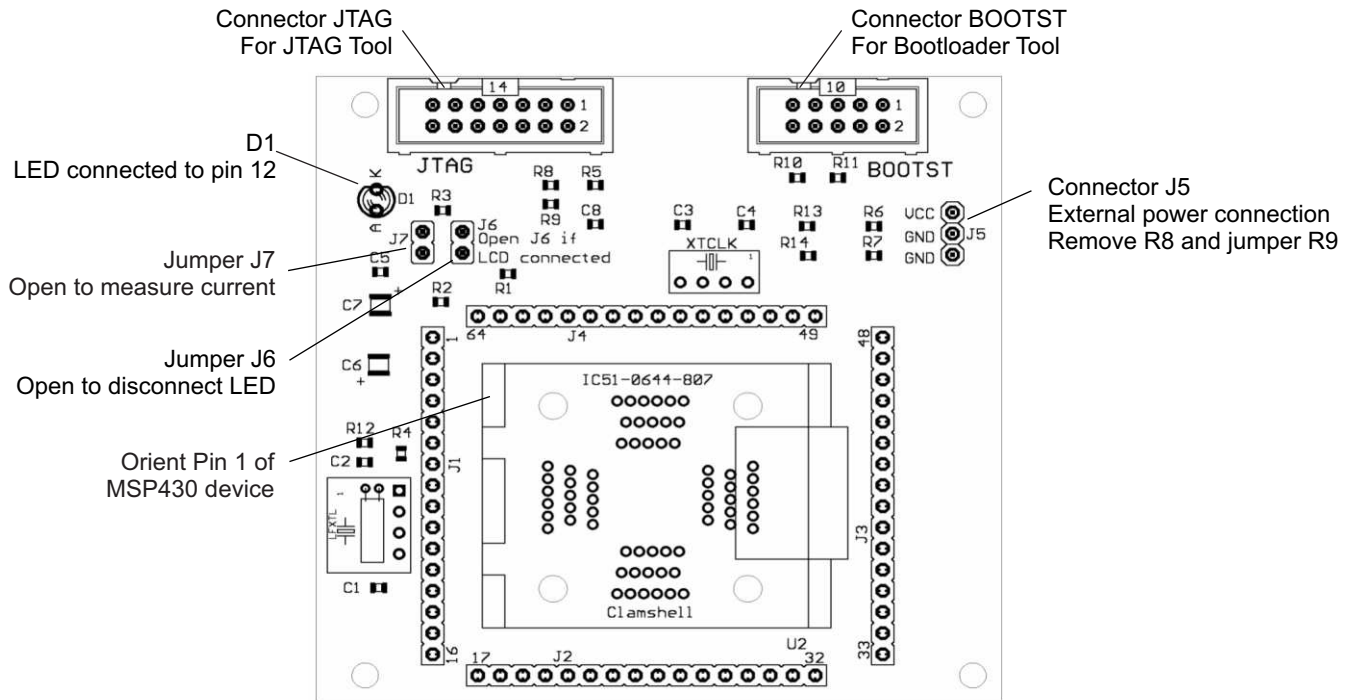 Connector JTAG
For JTAG Tool
Connector BOOTST
For Bootloader Tool
14
1
2
10
1
2
JTAG
BOOTST
D1
LED connected to pin 12
K
D1
A
R3
R8
R5
R9
C8
R10
R11
C3
C4
R13
R6
R14
R7
VCC
GND
GND
J5
Connector J5
External power connection
Remove R8 and jumper R9
J7
J6
Open J6 if
LCD connected
XTCLK
1
R1
R2
C5
+
C7
Jumper J7
Open to measure current
C6
+
Jumper J6
Open to disconnect LED
64
J4
49
1
48
IC51-0644-807
R12
R4
C2
J1
Orient Pin 1 of
MSP430 device
1
LFXTL
C1
J3
Clamshell
U2
16
17
J2
32
33